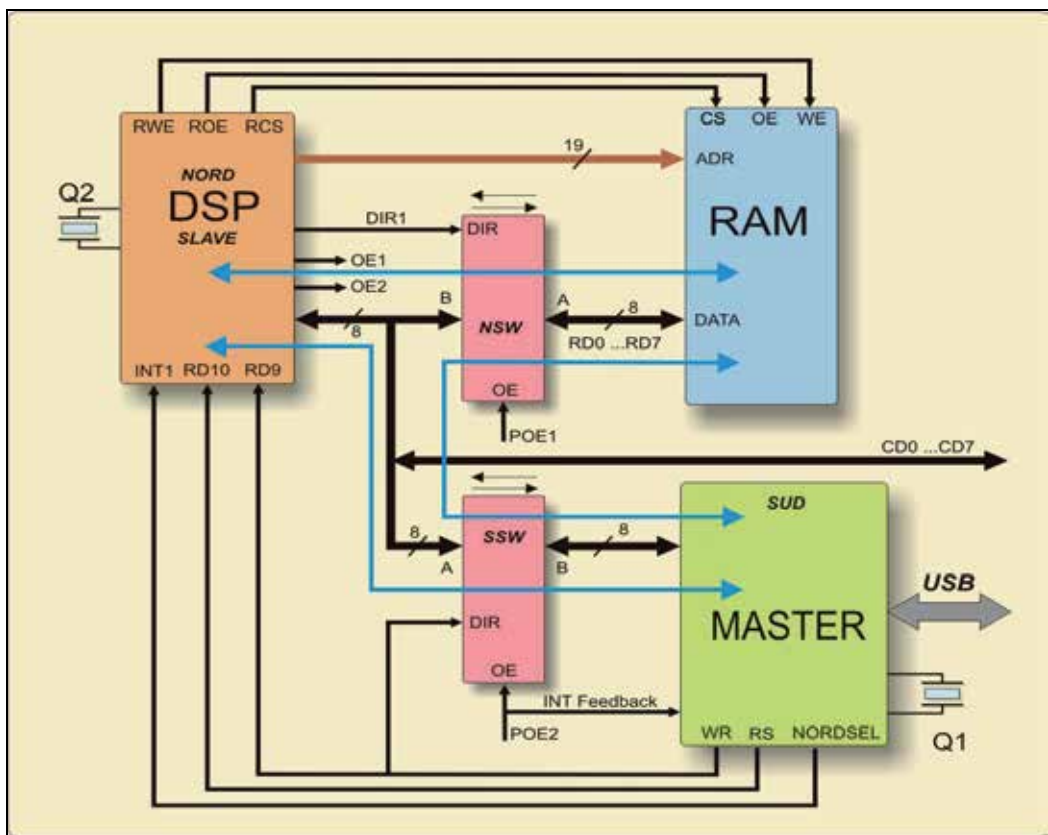 RWE ROE RCS
CS OE WE
19
ADR
NORD
DSP
SLAVE
Q2
RAM
DIR1
DIR
OE1
OE2
B
A
8
8
NSW
DATA
RD0 ...RD7
INT1 RD10 RD9
OE
POE1
CD0 ...CD7
SUD
8
SSW
8
A
B
USB
MASTER
DIR
OE
INT Feedback
POE2
WR RS NORDSEL
Q1